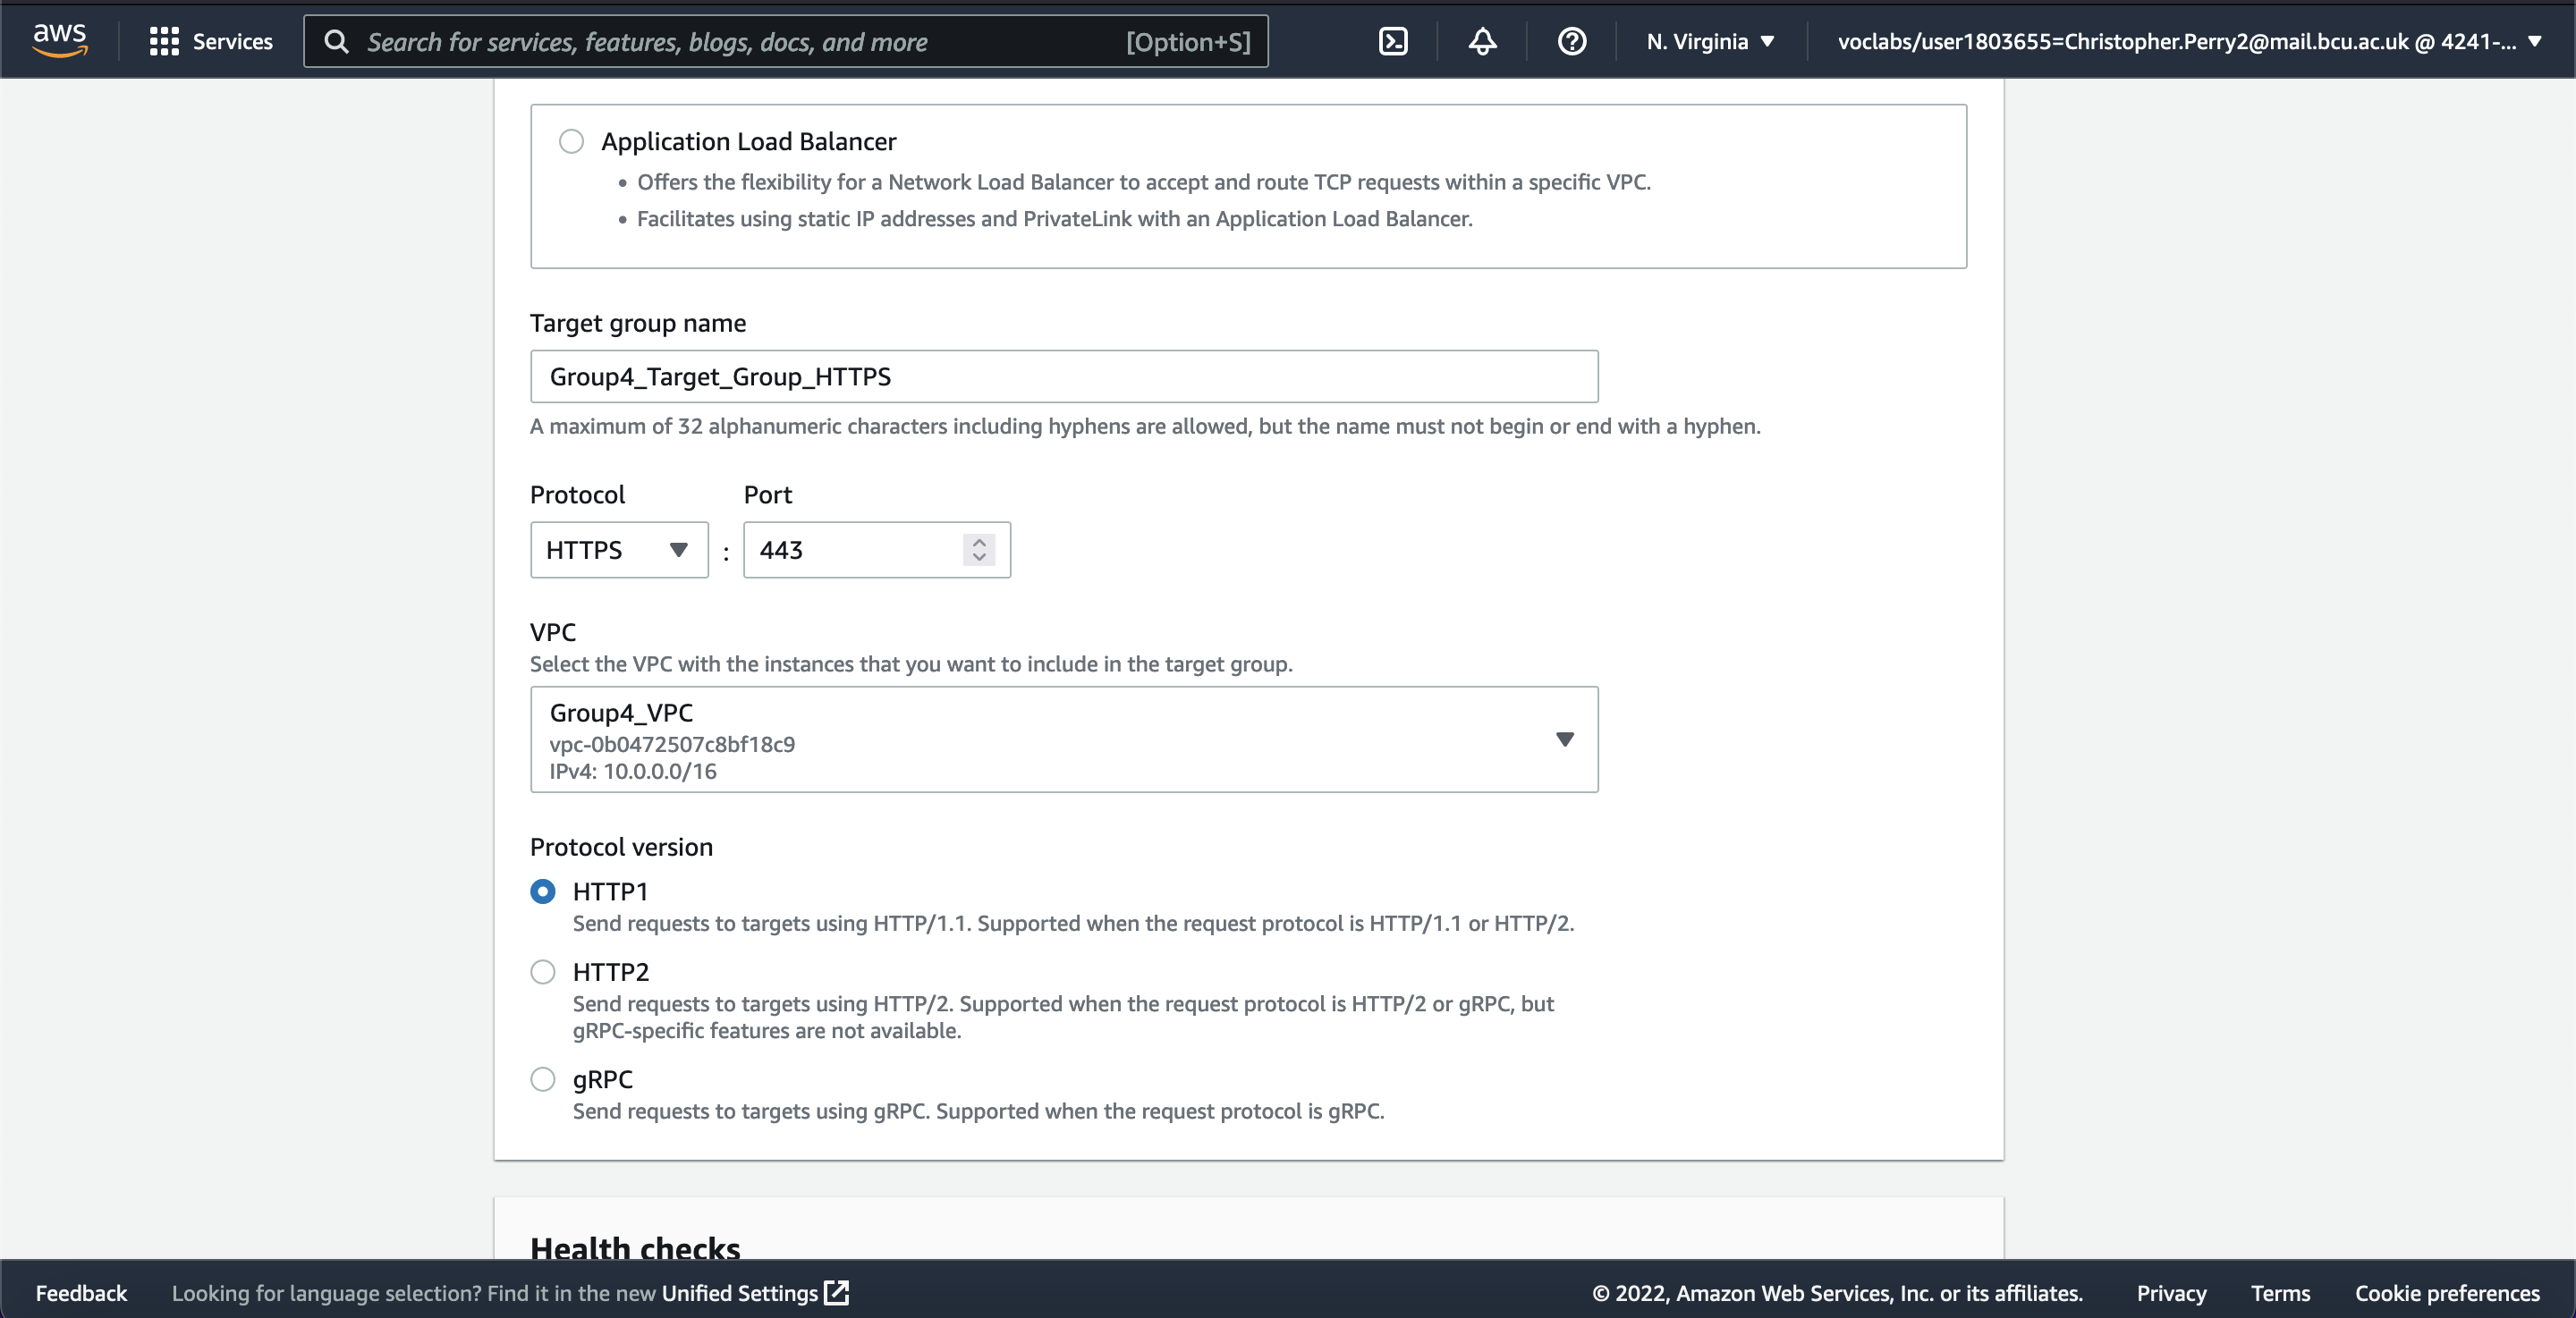 aws
Services
Search for services, features, blogs, docs, and more
[Option+S]
N. Virginia
voclabs/user1803655=Christopher.Perry2@mail.bcu.ac.uk @ 4241-...
Application Load Balancer
• Offers the flexibility for a Network Load Balancer to accept and route TCP requests within a specific VPC.
• Facilitates using static IP addresses and PrivateLink with an Application Load Balancer.
Target group name
Group4_Target_Group_HTTPS
A maximum of 32 alphanumeric characters including hyphens are allowed, but the name must not begin or end with a hyphen.
Protocol Port
HTTPS : 443
VPC
Select the VPC with the instances that you want to include in the target group.
Group4_VPC
vpc-0b0472507c8bf18c9
IPv4: 10.0.0.0/16
Protocol version
HTTP1
Send requests to targets using HTTP/1.1. Supported when the request protocol is HTTP/1.1 or HTTP/2.
HTTP2
Send requests to targets using HTTP/2. Supported when the request protocol is HTTP/2 or gRPC, but
gRPC-specific features are not available.
gRPC
Send requests to targets using gRPC. Supported when the request protocol is gRPC.
Health checks
Feedback
Looking for language selection? Find it in the new Unified Settings
© 2022, Amazon Web Services, Inc. or its affiliates.
Privacy
Terms
Cookie preferences